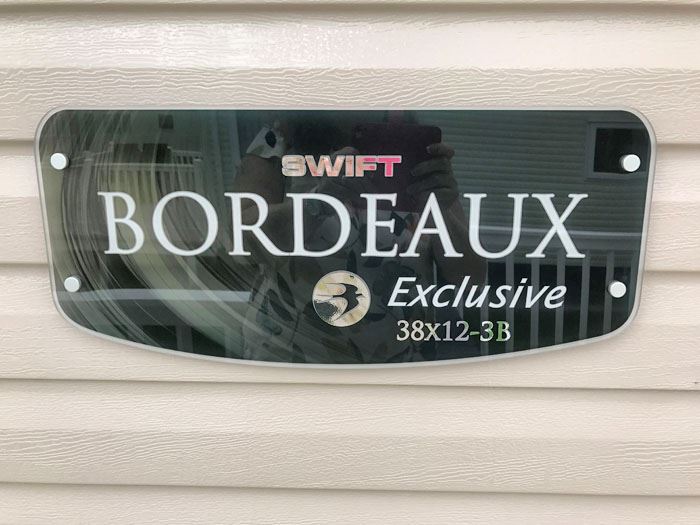 SWIFT
BORDEAUX
Exclusive
38x12-3B